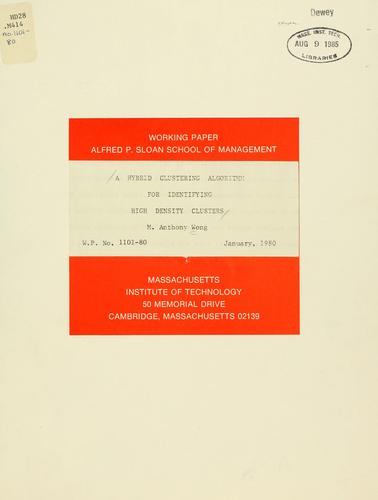 HD28
.M414
no.1101-
80
Dewey
MASS. INST. TECH.
AUG 9 1985
LIBRARIES
WORKING PAPER
ALFRED P. SLOAN SCHOOL OF MANAGEMENT
A HYBRID CLUSTERING ALGORITHM
FOR IDENTIFYING
HIGH DENSITY CLUSTERS
M. Anthony Wong
W.P. No. 1101-80 January, 1980
MASSACHUSETTS
INSTITUTE OF TECHNOLOGY
50 MEMORIAL DRIVE
CAMBRIDGE, MASSACHUSETTS 02139